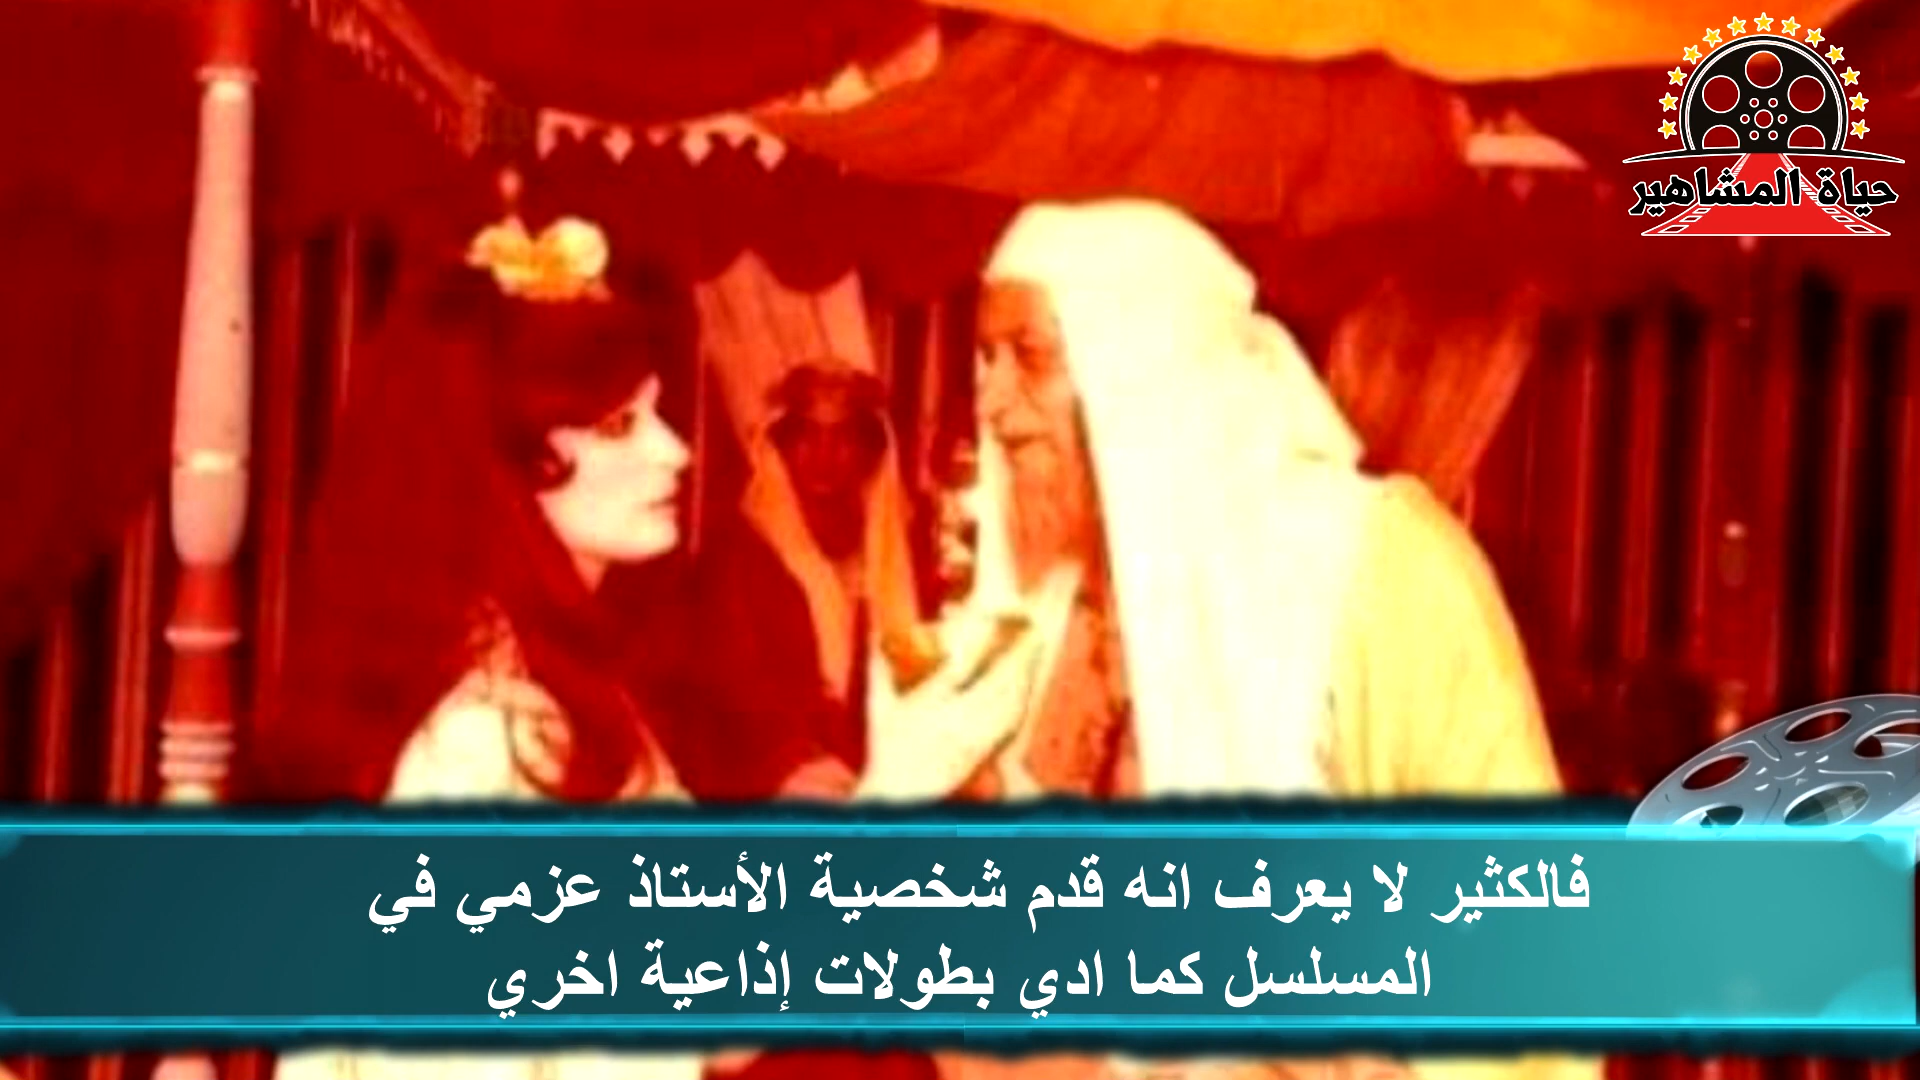 حياة المشاهير
فالكثير لا يعرف انه قدم شخصية الأستاذ عزمي في
المسلسل كما ادي بطولات إذاعية اخري